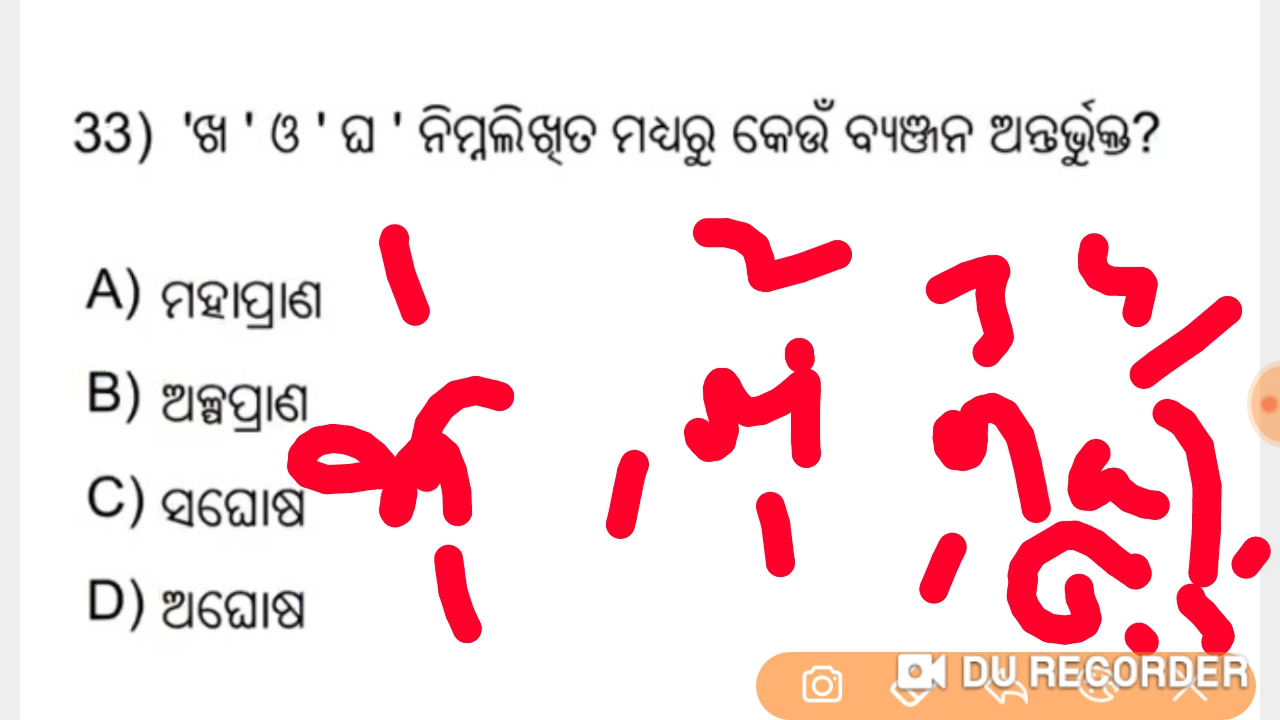 33) 'ଖ ' ଓ ' ଘ ' ନିମ୍ନଲିଖିତ ମଧ୍ୟରୁ କେଉଁ ବ୍ୟଞ୍ଜନ ଅନ୍ତର୍ଭୁକ୍ତ?
A) ମହାପ୍ରାଣ
B) ଅଳ୍ପପ୍ରାଣ
C) ସଘୋଷ
D) ଅଘୋଷ
DU RECORDER